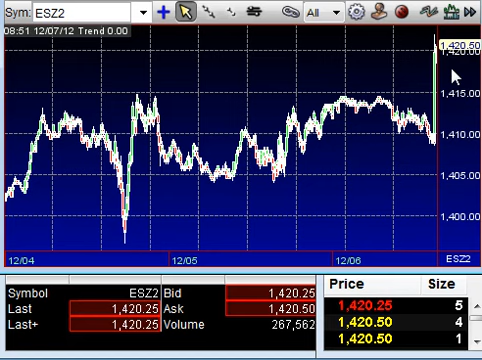 Sym: ESZ2 All
08:51 12/07/12 Trend 0.00
1,420.50
1,420.00
1,415.00
1,410.00
1,405.00
1,400.00
12/04 12/05 12/06 ESZ2
Symbol ESZ2 Bid 1,420.25
Last 1,420.25 Ask 1,420.50
Last+ 1,420.25 Volume 267,562
Price Size
1,420.25 5
1,420.50 4
1,420.50 1